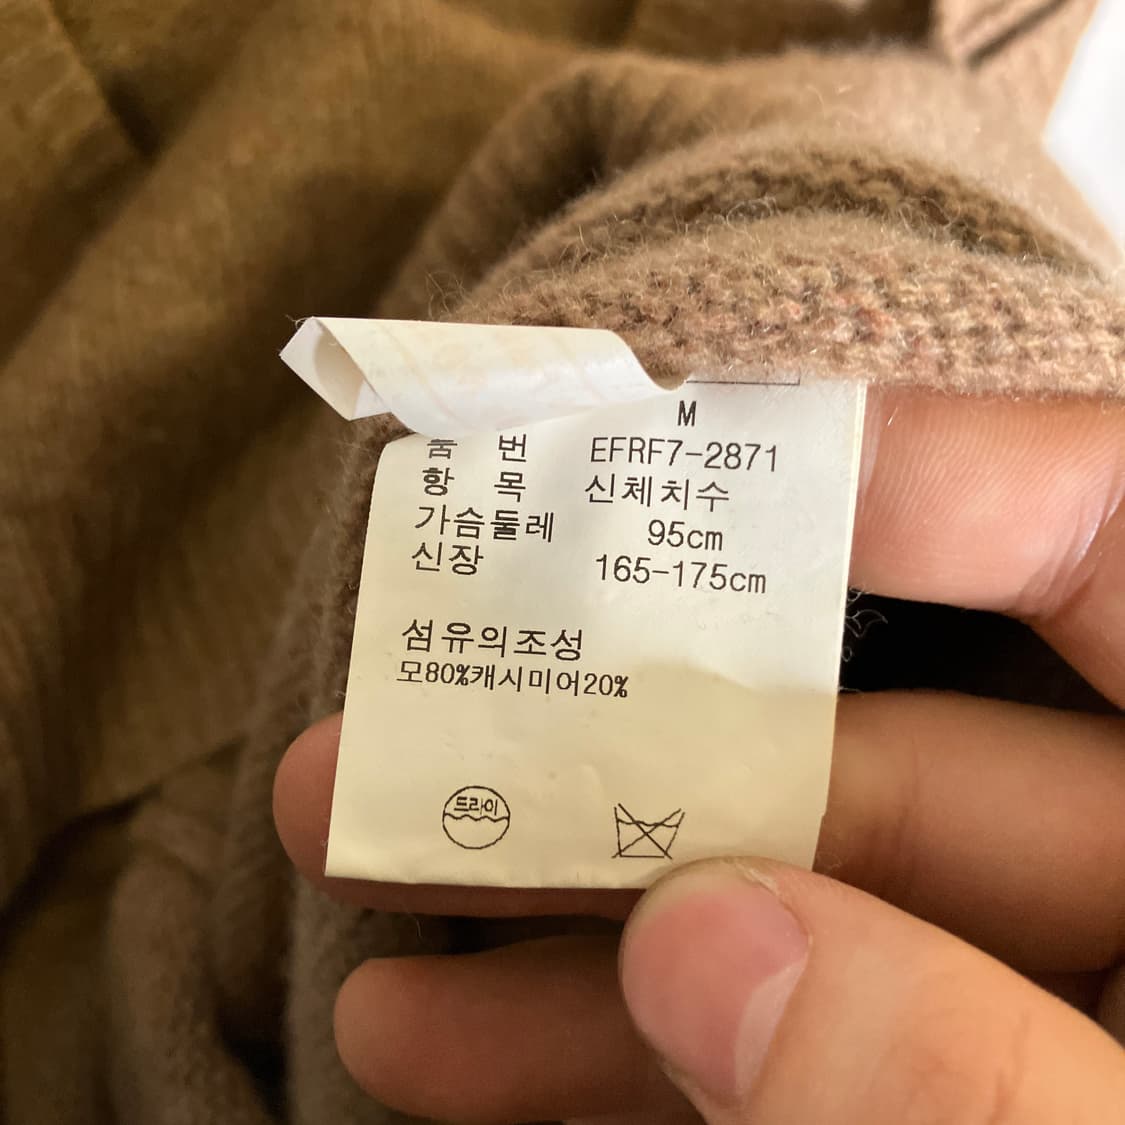 M
품 번 EFRF7-2871
항 목 신체치수
가슴둘레 95cm
신장 165-175cm
섬유의조성
모80%캐시미어20%
드라이